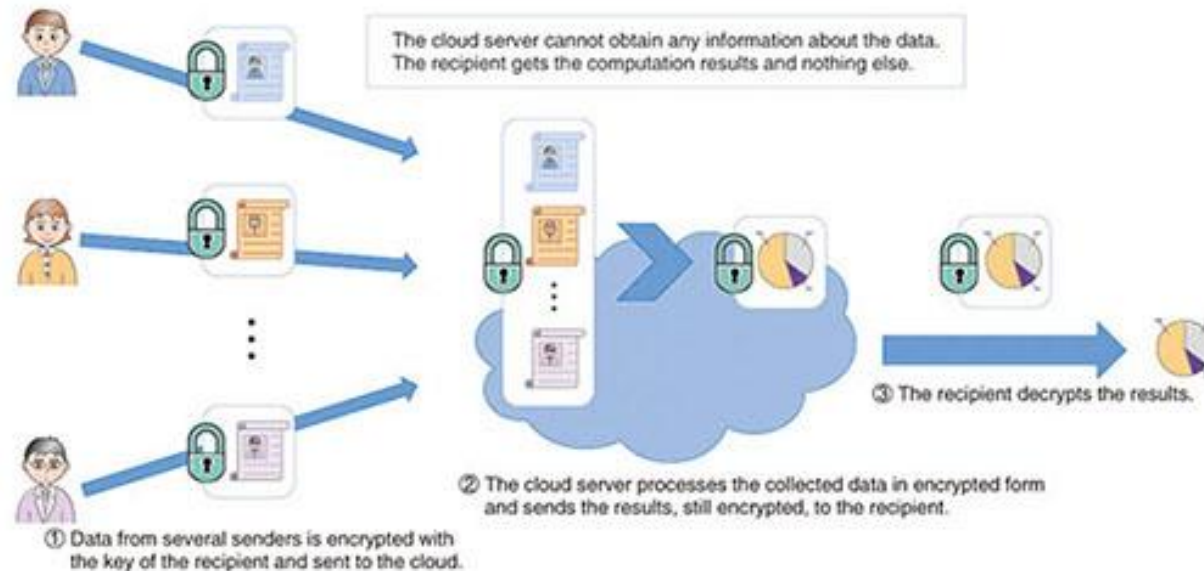 The cloud server cannot obtain any information about the data.
The recipient gets the computation results and nothing else.
③ The recipient decrypts the results.
② The cloud server processes the collected data in encrypted form
and sends the results, still encrypted, to the recipient.
① Data from several senders is encrypted with
the key of the recipient and sent to the cloud.